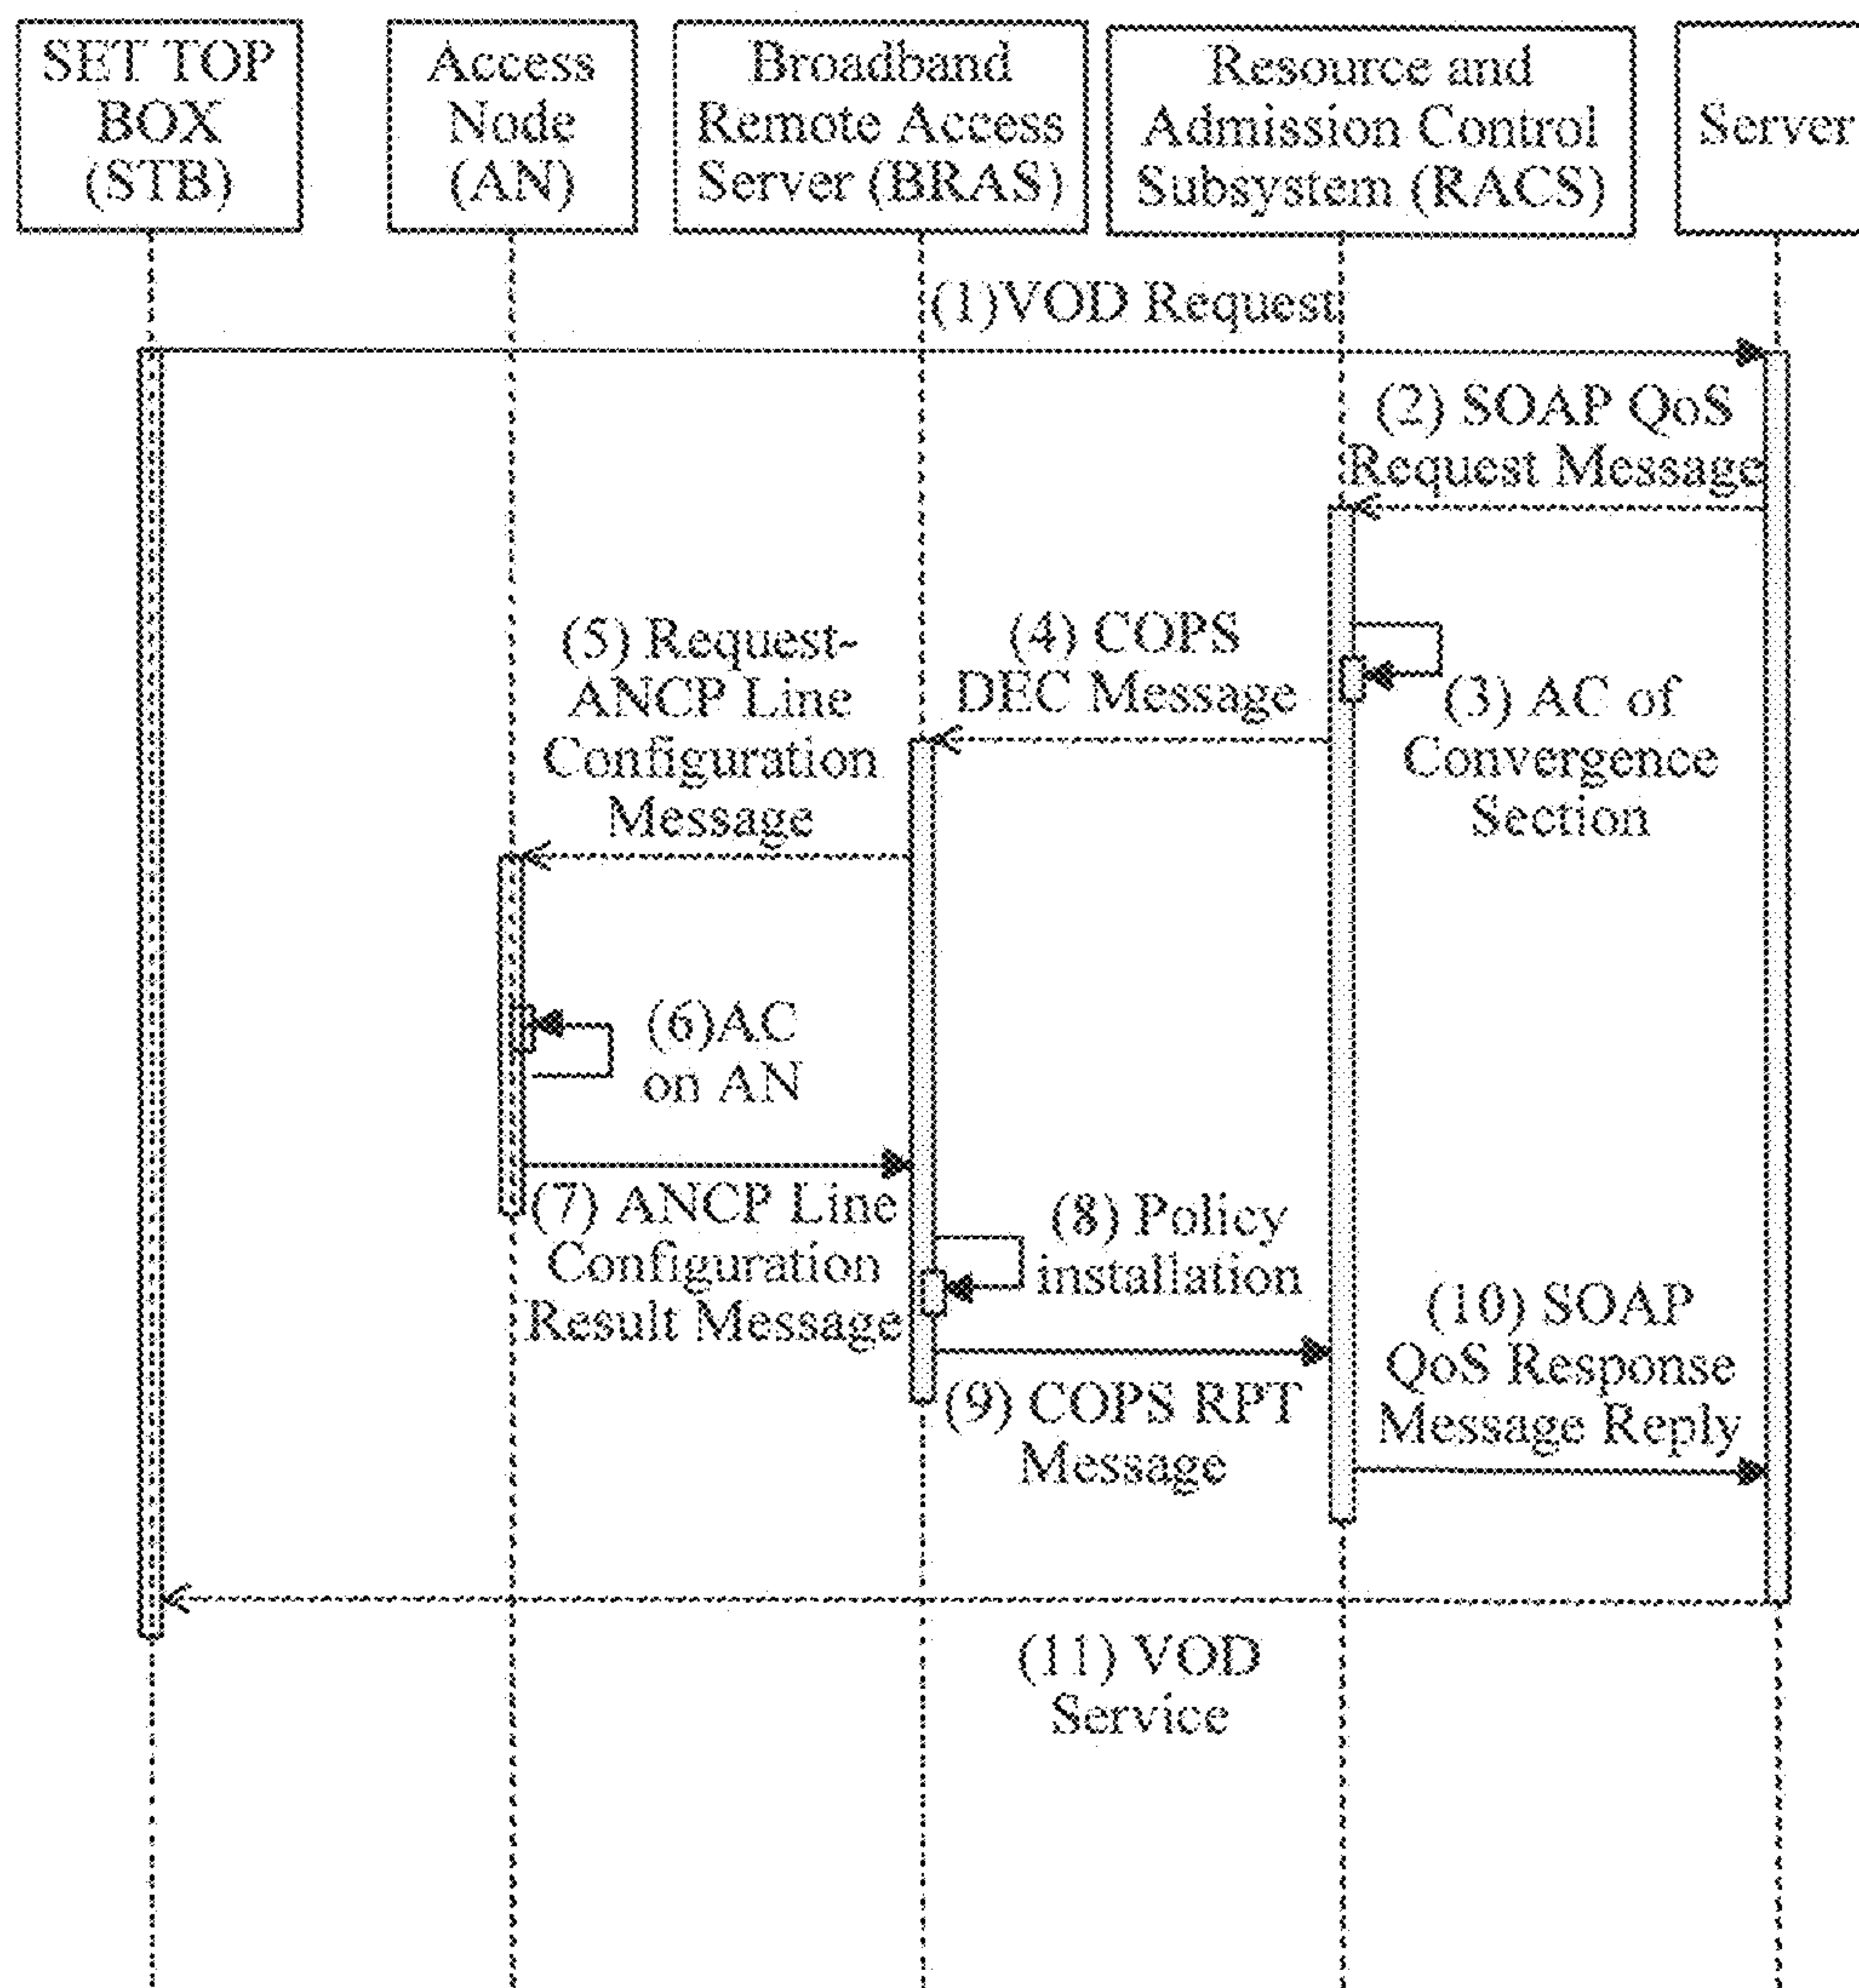 SET TOP
BOX
(STB)
Access
Node
(AN)
Broadband
Remote Access
Server (BRAS)
Resource and
Admission Control
Subsystem (RACS)
Server
(1)VOD Request
(2) SOAP QoS
Request Message
(3) AC of
Convergence
Section
(4) COPS
DEC Message
(5) Request-
ANCP Line
Configuration
Message
(6)AC
on AN
(7) ANCP Line
Configuration
Result Message
(8) Policy
installation
(9) COPS RPT
Message
(10) SOAP
QoS Response
Message Reply
(11) VOD
Service